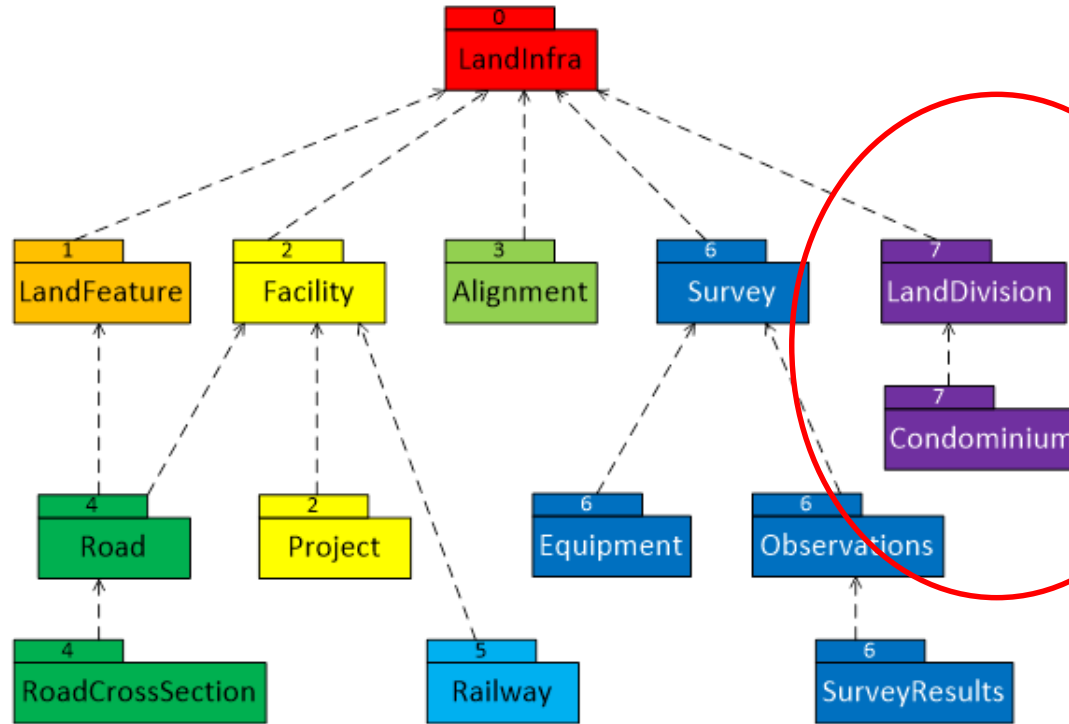 0
LandInfra
1
LandFeature
2
Facility
3
Alignment
6
Survey
7
LandDivision
7
Condominium
4
Road
2
Project
6
Equipment
6
Observations
4
RoadCrossSection
5
Railway
6
SurveyResults